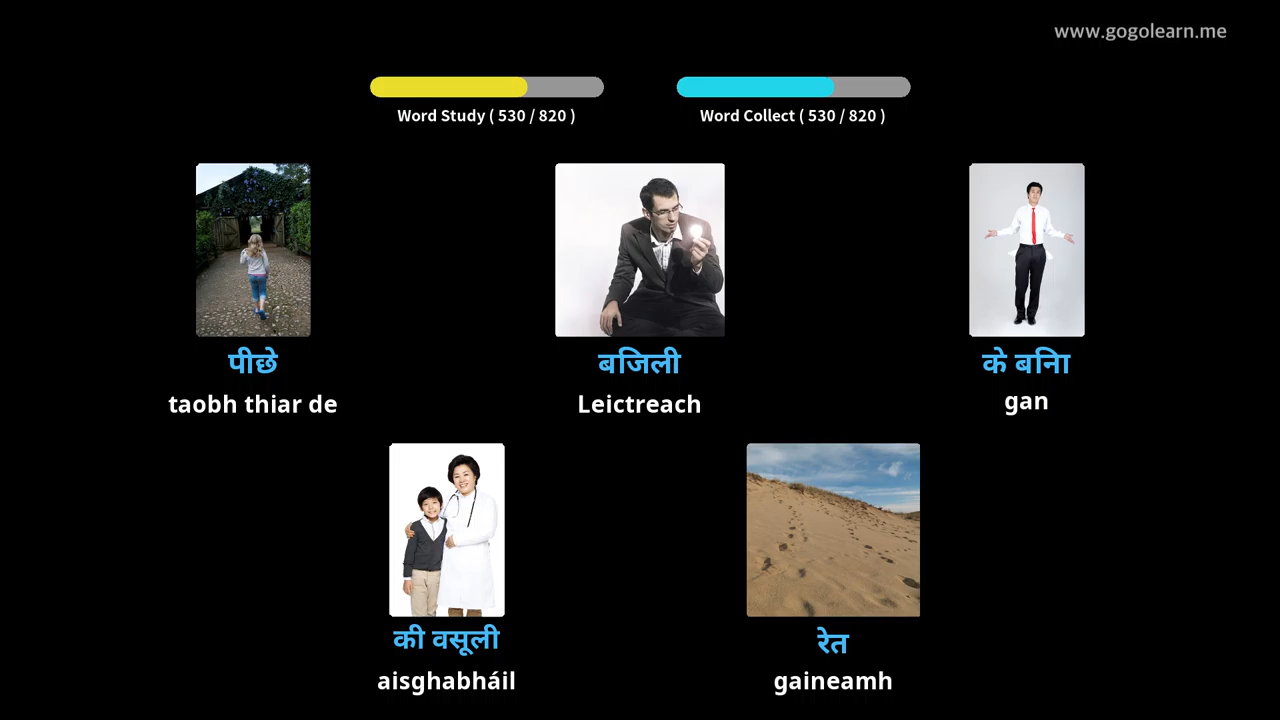 www.gogolearn.me
Word Study ( 530 / 820 )
Word Collect ( 530 / 820 )
पीछे
taobh thiar de
बजिली
Leictreach
के बनिा
gan
की वसूली
aisghabháil
रेत
gaineamh